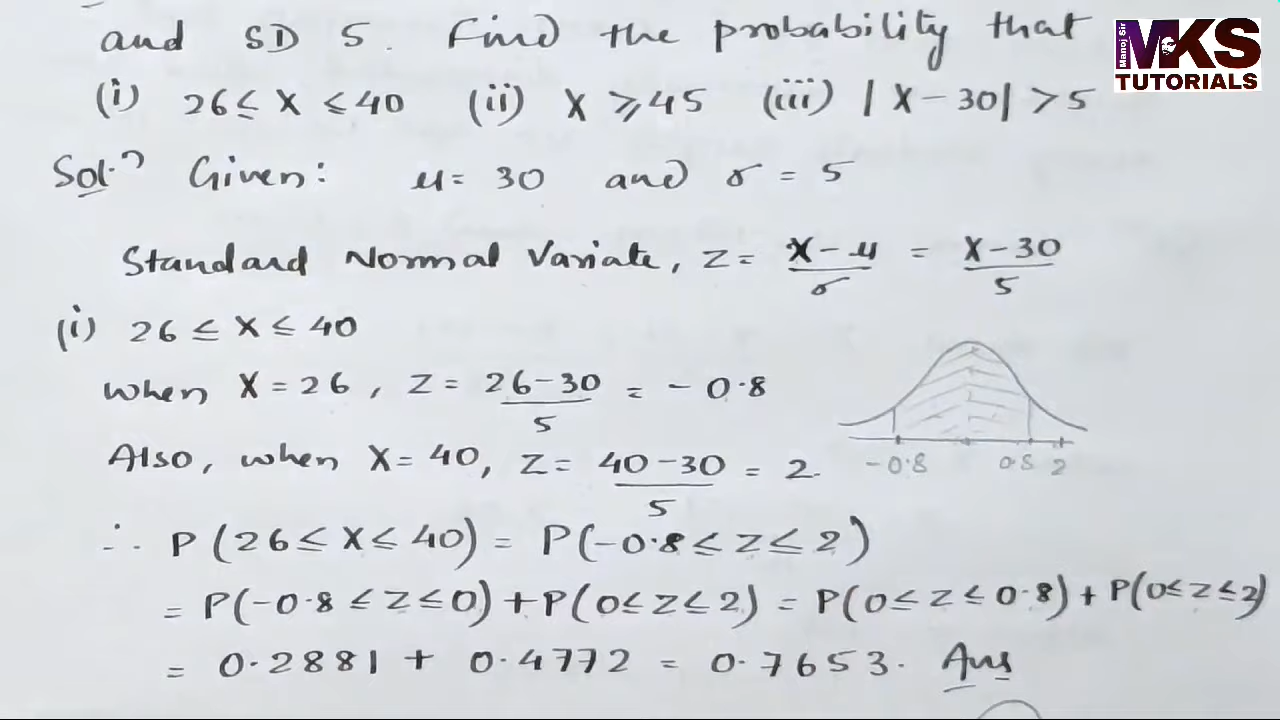 and SD 5. Find the probability that
(i) 26 ≤ X ≤ 40 (ii) X ≥ 45 (iii) |X - 30| > 5
Manoj Sir
MKS
TUTORIALS
Sol.ⁿ Given: μ = 30 and σ = 5
Standard Normal Variate, Z = (X - μ)/σ = (X - 30)/5
(i) 26 ≤ X ≤ 40
When X = 26, Z = (26 - 30)/5 = - 0.8
Also, when X = 40, Z = (40 - 30)/5 = 2.
-0.8 0.8 2
∴ P(26 ≤ X ≤ 40) = P(-0.8 ≤ Z ≤ 2)
= P(-0.8 ≤ Z ≤ 0) + P(0 ≤ Z ≤ 2) = P(0 ≤ Z ≤ 0.8) + P(0 ≤ Z ≤ 2)
= 0.2881 + 0.4772 = 0.7653. Ans